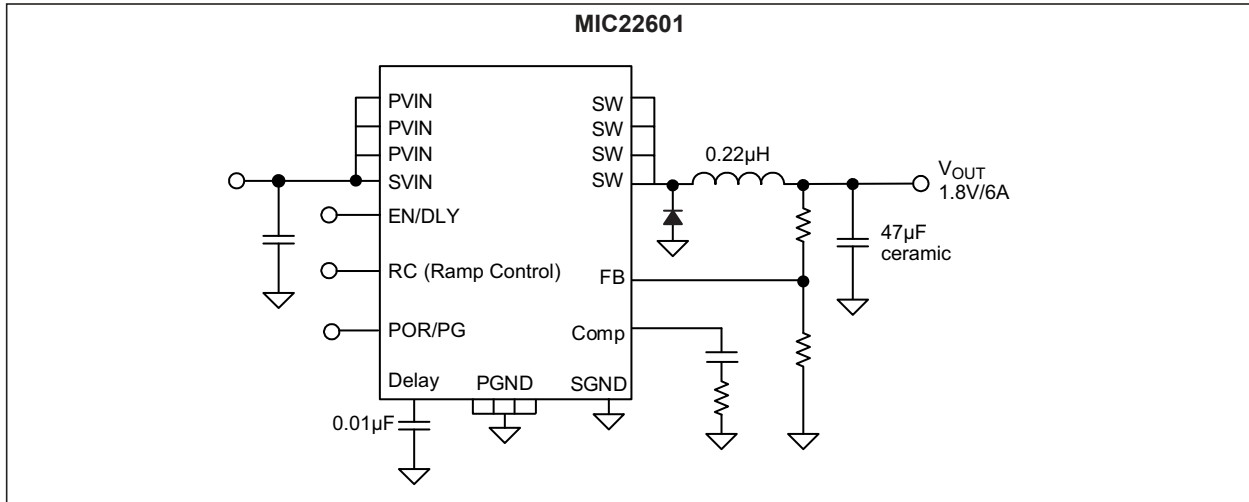 MIC22601
PVIN
PVIN
PVIN
SVIN
EN/DLY
RC (Ramp Control)
POR/PG
Delay
PGND
SGND
SW
SW
SW
SW
FB
Comp
0.22µH
VOUT
1.8V/6A
47µF
ceramic
0.01µF